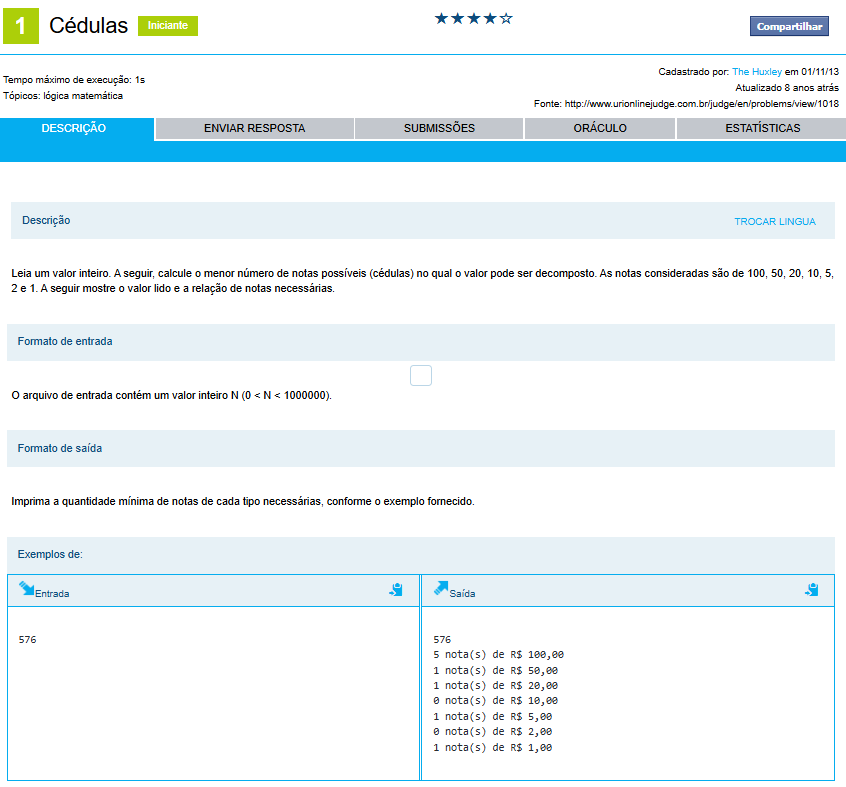 1 Cédulas Iniciante
Compartilhar
Tempo máximo de execução: 1s
Tópicos: lógica matemática
Cadastrado por: The Huxley em 01/11/13
Atualizado 8 anos atrás
Fonte: http://www.urionlinejudge.com.br/judge/en/problems/view/1018
DESCRIÇÃO ENVIAR RESPOSTA SUBMISSÕES ORÁCULO ESTATÍSTICAS
Descrição TROCAR LINGUA
Leia um valor inteiro. A seguir, calcule o menor número de notas possíveis (cédulas) no qual o valor pode ser decomposto. As notas consideradas são de 100, 50, 20, 10, 5,
2 e 1. A seguir mostre o valor lido e a relação de notas necessárias.
Formato de entrada
O arquivo de entrada contém um valor inteiro N (0 < N < 1000000).
Formato de saída
Imprima a quantidade mínima de notas de cada tipo necessárias, conforme o exemplo fornecido.
Exemplos de:
Entrada
576
Saída
576
5 nota(s) de R$ 100,00
1 nota(s) de R$ 50,00
1 nota(s) de R$ 20,00
0 nota(s) de R$ 10,00
1 nota(s) de R$ 5,00
0 nota(s) de R$ 2,00
1 nota(s) de R$ 1,00